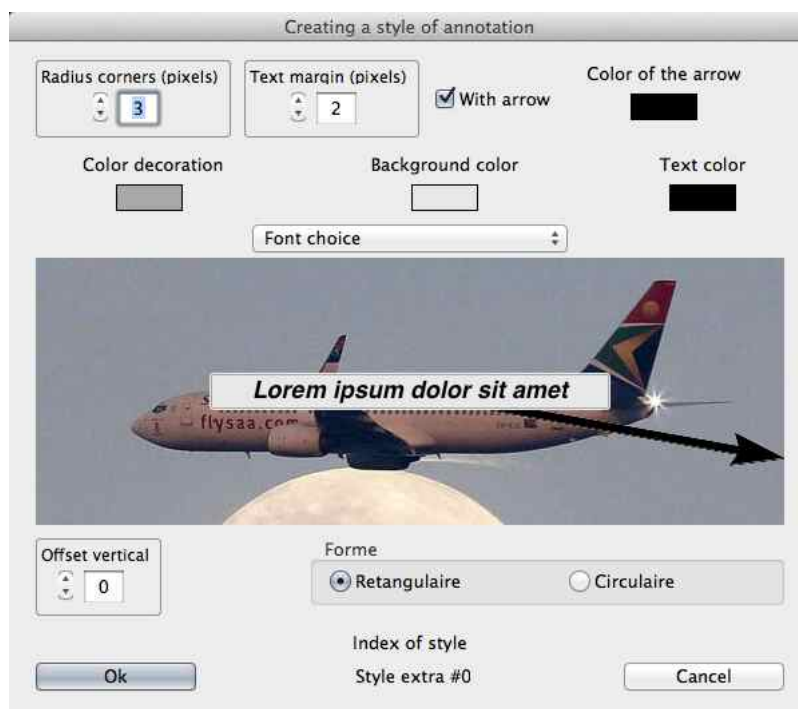 Creating a style of annotation
Radius corners (pixels)
3
Text margin (pixels)
2
With arrow
Color of the arrow
Color decoration
Background color
Text color
Font choice
Lorem ipsum dolor sit amet
flysaa.com
Offset vertical
0
Forme
Retangulaire
Circulaire
Index of style
Style extra #0
Ok
Cancel